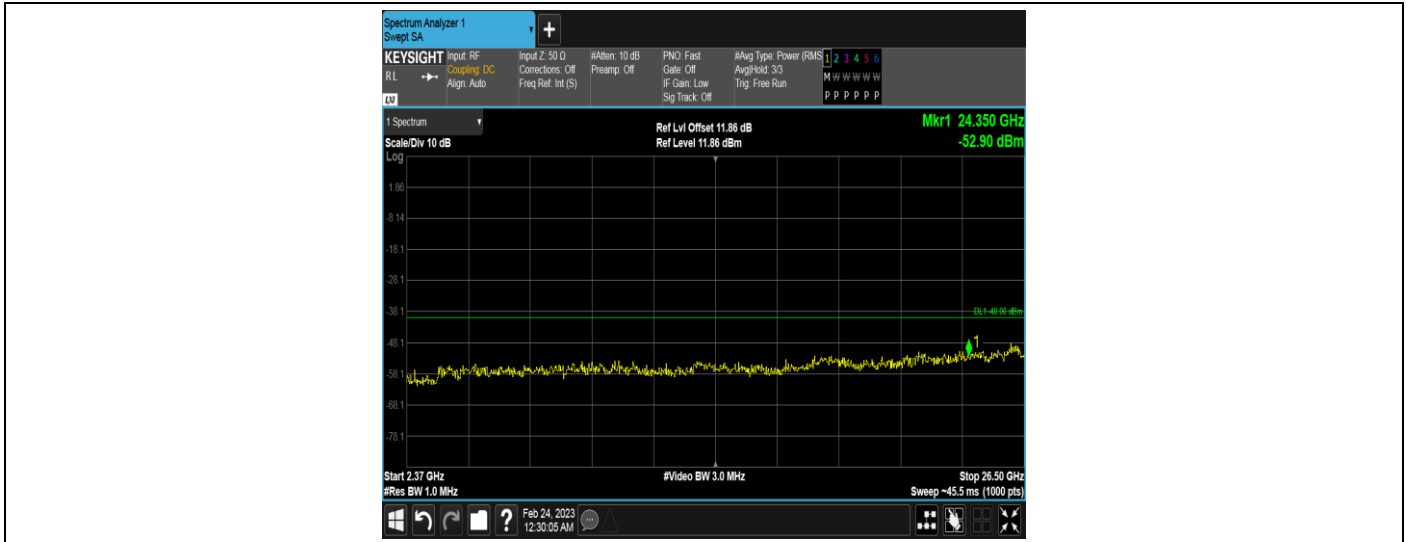 Spectrum Analyzer 1
Swept SA
+
KEYSIGHT
RL
LXI
Input: RF
Coupling: DC
Align: Auto
Input Z: 50 Ω
Corrections: Off
Freq Ref: Int (S)
#Atten: 10 dB
Preamp: Off
PNO: Fast
Gate: Off
IF Gain: Low
Sig Track: Off
#Avg Type: Power (RMS
Avg|Hold: 3/3
Trig: Free Run
1 2 3 4 5 6
M W W W W W
P P P P P P
1 Spectrum
Scale/Div 10 dB
Ref Lvl Offset 11.86 dB
Ref Level 11.86 dBm
Mkr1 24.350 GHz
-52.90 dBm
Log
1.86
-8.14
-18.1
-28.1
-38.1
DL1 -40.00 dBm
-48.1
1
-58.1
-68.1
-78.1
Start 2.37 GHz
#Video BW 3.0 MHz
Stop 26.50 GHz
#Res BW 1.0 MHz
Sweep ~45.5 ms (1000 pts)
?
Feb 24, 2023
12:30:05 AM